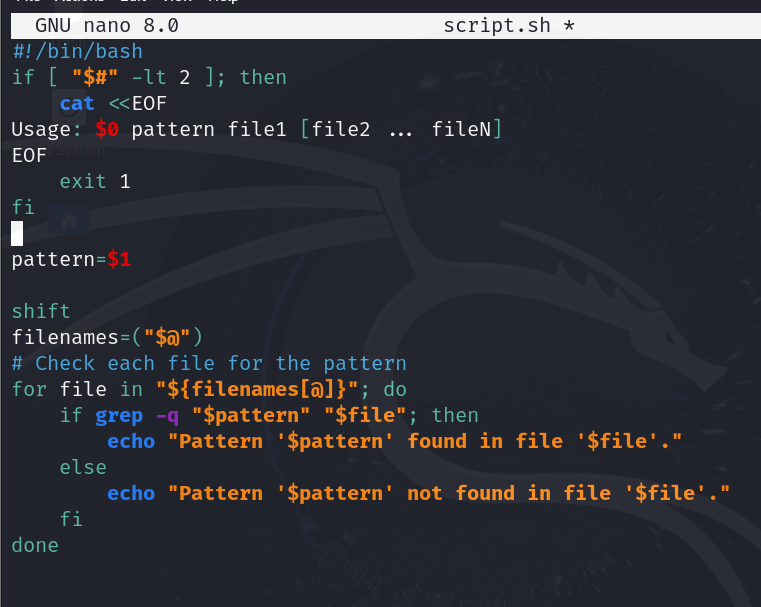 GNU nano 8.0 script.sh *
#!/bin/bash
if [ "$#" -lt 2 ]; then
    cat <<EOF
Usage: $0 pattern file1 [file2 ... fileN]
EOF
    exit 1
fi
pattern=$1
shift
filenames=("$@")
# Check each file for the pattern
for file in "${filenames[@]}"; do
    if grep -q "$pattern" "$file"; then
        echo "Pattern '$pattern' found in file '$file'."
    else
        echo "Pattern '$pattern' not found in file '$file'."
    fi
done